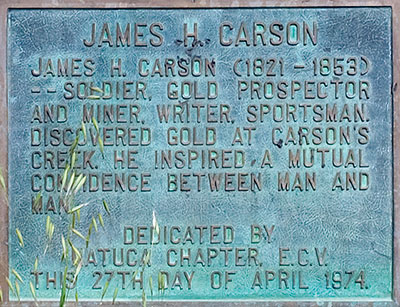 JAMES H. CARSON
JAMES H. CARSON (1821-1853)
--SOLDIER, GOLD PROSPECTOR
AND MINER, WRITER, SPORTSMAN.
DISCOVERED GOLD AT CARSON'S
CREEK. HE INSPIRED A MUTUAL
CONFIDENCE BETWEEN MAN AND
MAN.
DEDICATED BY
MATUCA CHAPTER, E.C.V.
THIS 27TH DAY OF APRIL 1974.